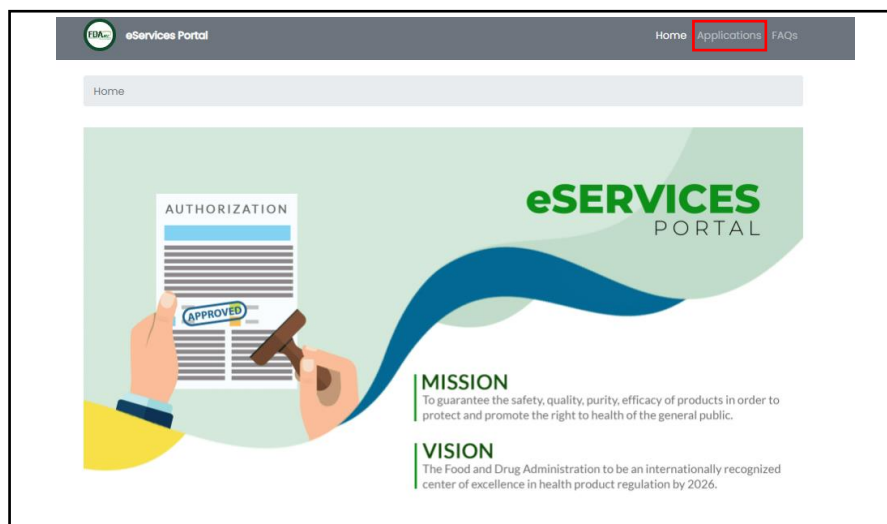 FDA
eServices Portal
Home Applications FAQs
Home
AUTHORIZATION
APPROVED
eSERVICES
PORTAL
MISSION
To guarantee the safety, quality, purity, efficacy of products in order to
protect and promote the right to health of the general public.
VISION
The Food and Drug Administration to be an internationally recognized
center of excellence in health product regulation by 2026.